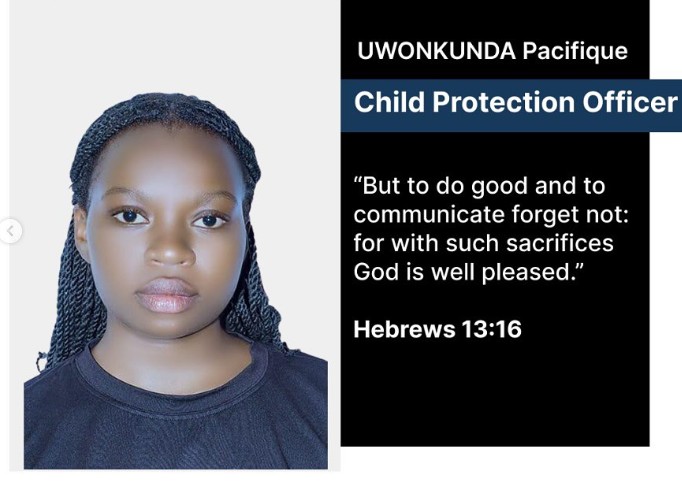 UWONKUNDA Pacifique
Child Protection Officer
“But to do good and to
communicate forget not:
for with such sacrifices
God is well pleased.”
Hebrews 13:16